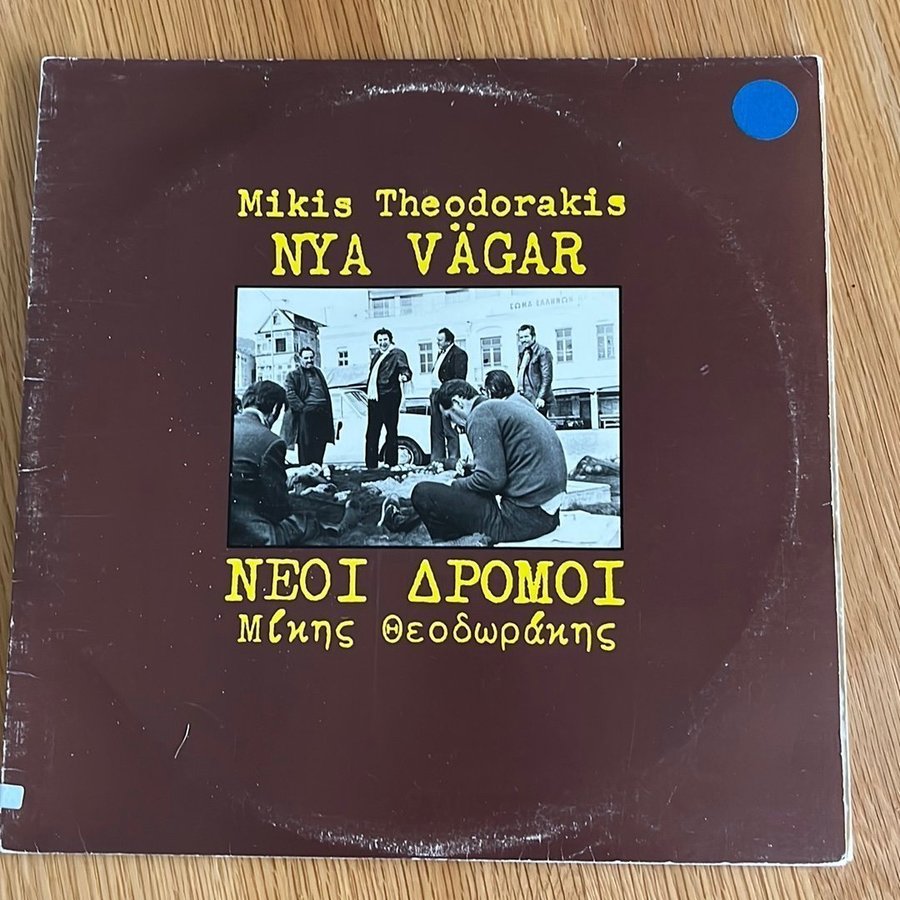 Mikis Theodorakis
NYA VÄGAR
ΝΕΟΙ ΔΡΟΜΟΙ
Μίκης Θεοδωράκης